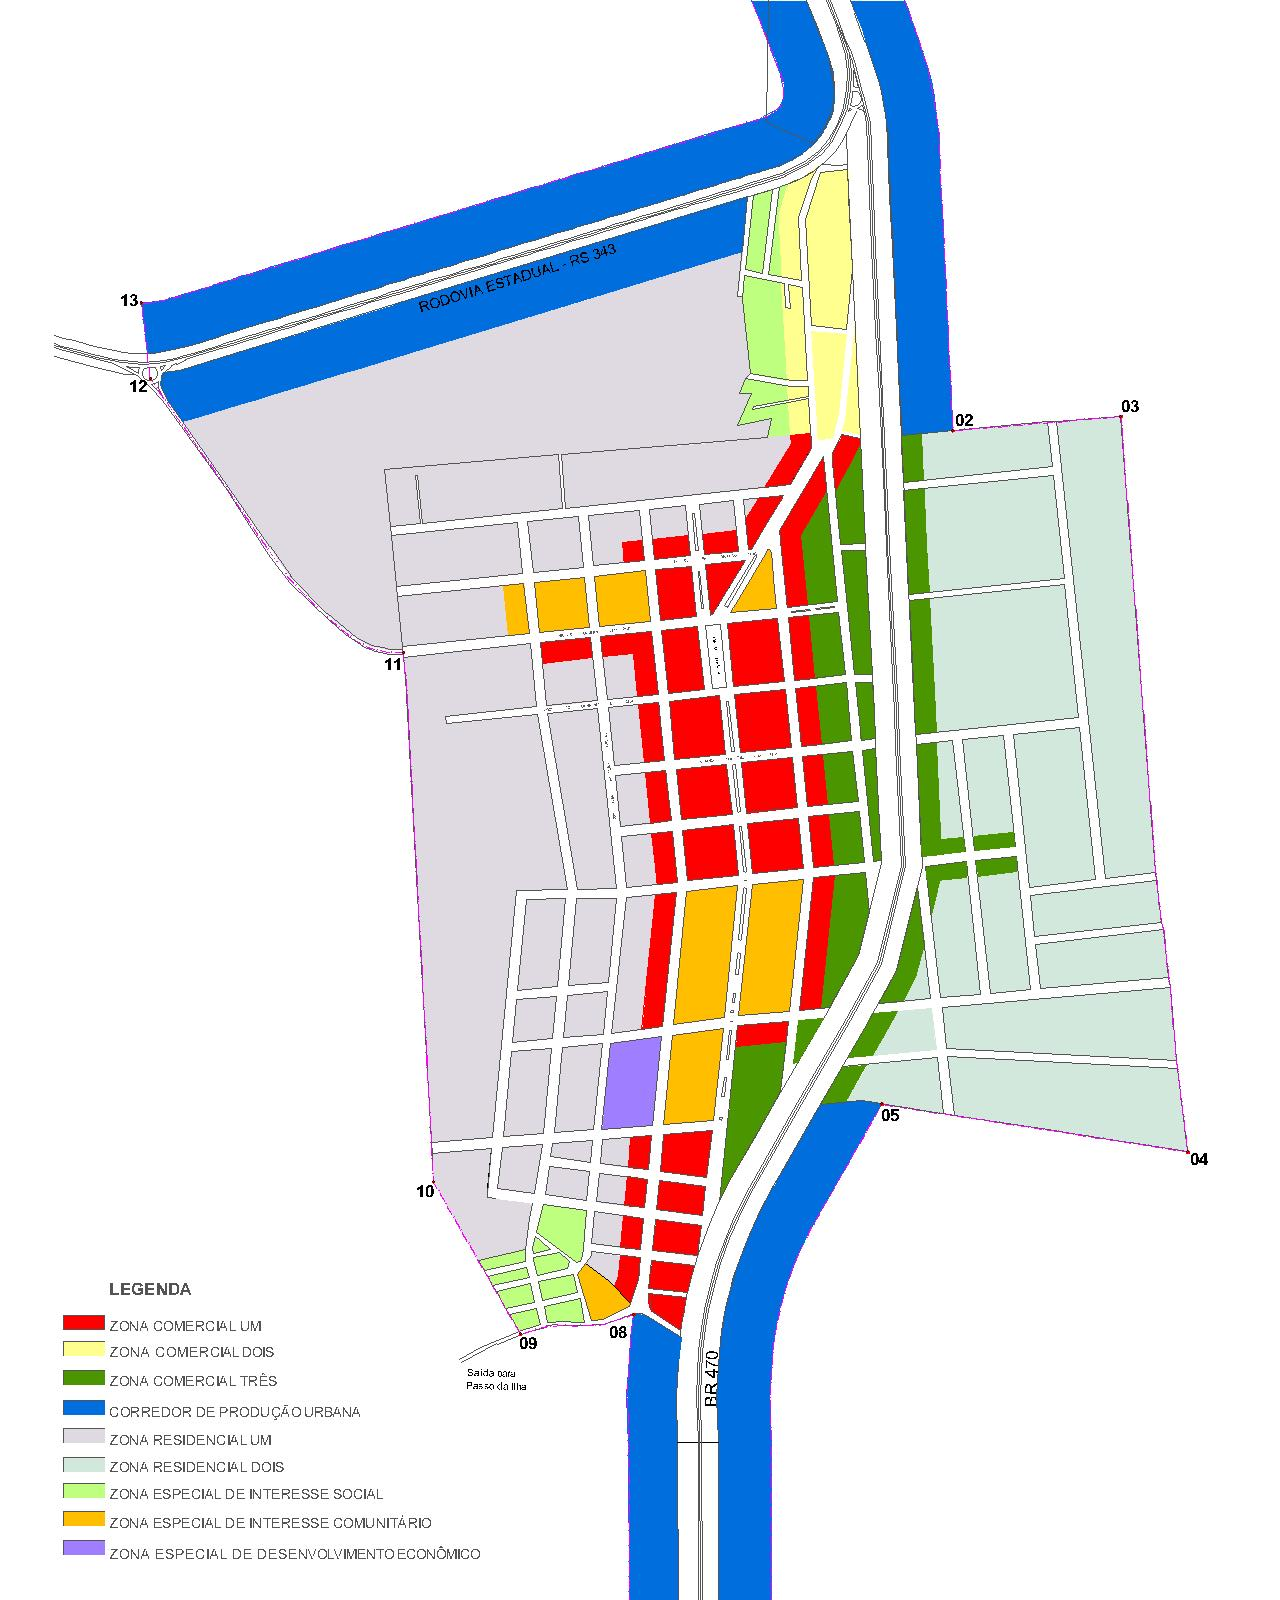 RODOVIA ESTADUAL - RS 343
13
12
02
03
11
05
04
10
09
08
Saída para
Passo da Ilha
BR 470
LEGENDA
ZONA COMERCIAL UM
ZONA COMERCIAL DOIS
ZONA COMERCIAL TRÊS
CORREDOR DE PRODUÇÃO URBANA
ZONA RESIDENCIAL UM
ZONA RESIDENCIAL DOIS
ZONA ESPECIAL DE INTERESSE SOCIAL
ZONA ESPECIAL DE INTERESSE COMUNITÁRIO
ZONA ESPECIAL DE DESENVOLVIMENTO ECONÔMICO